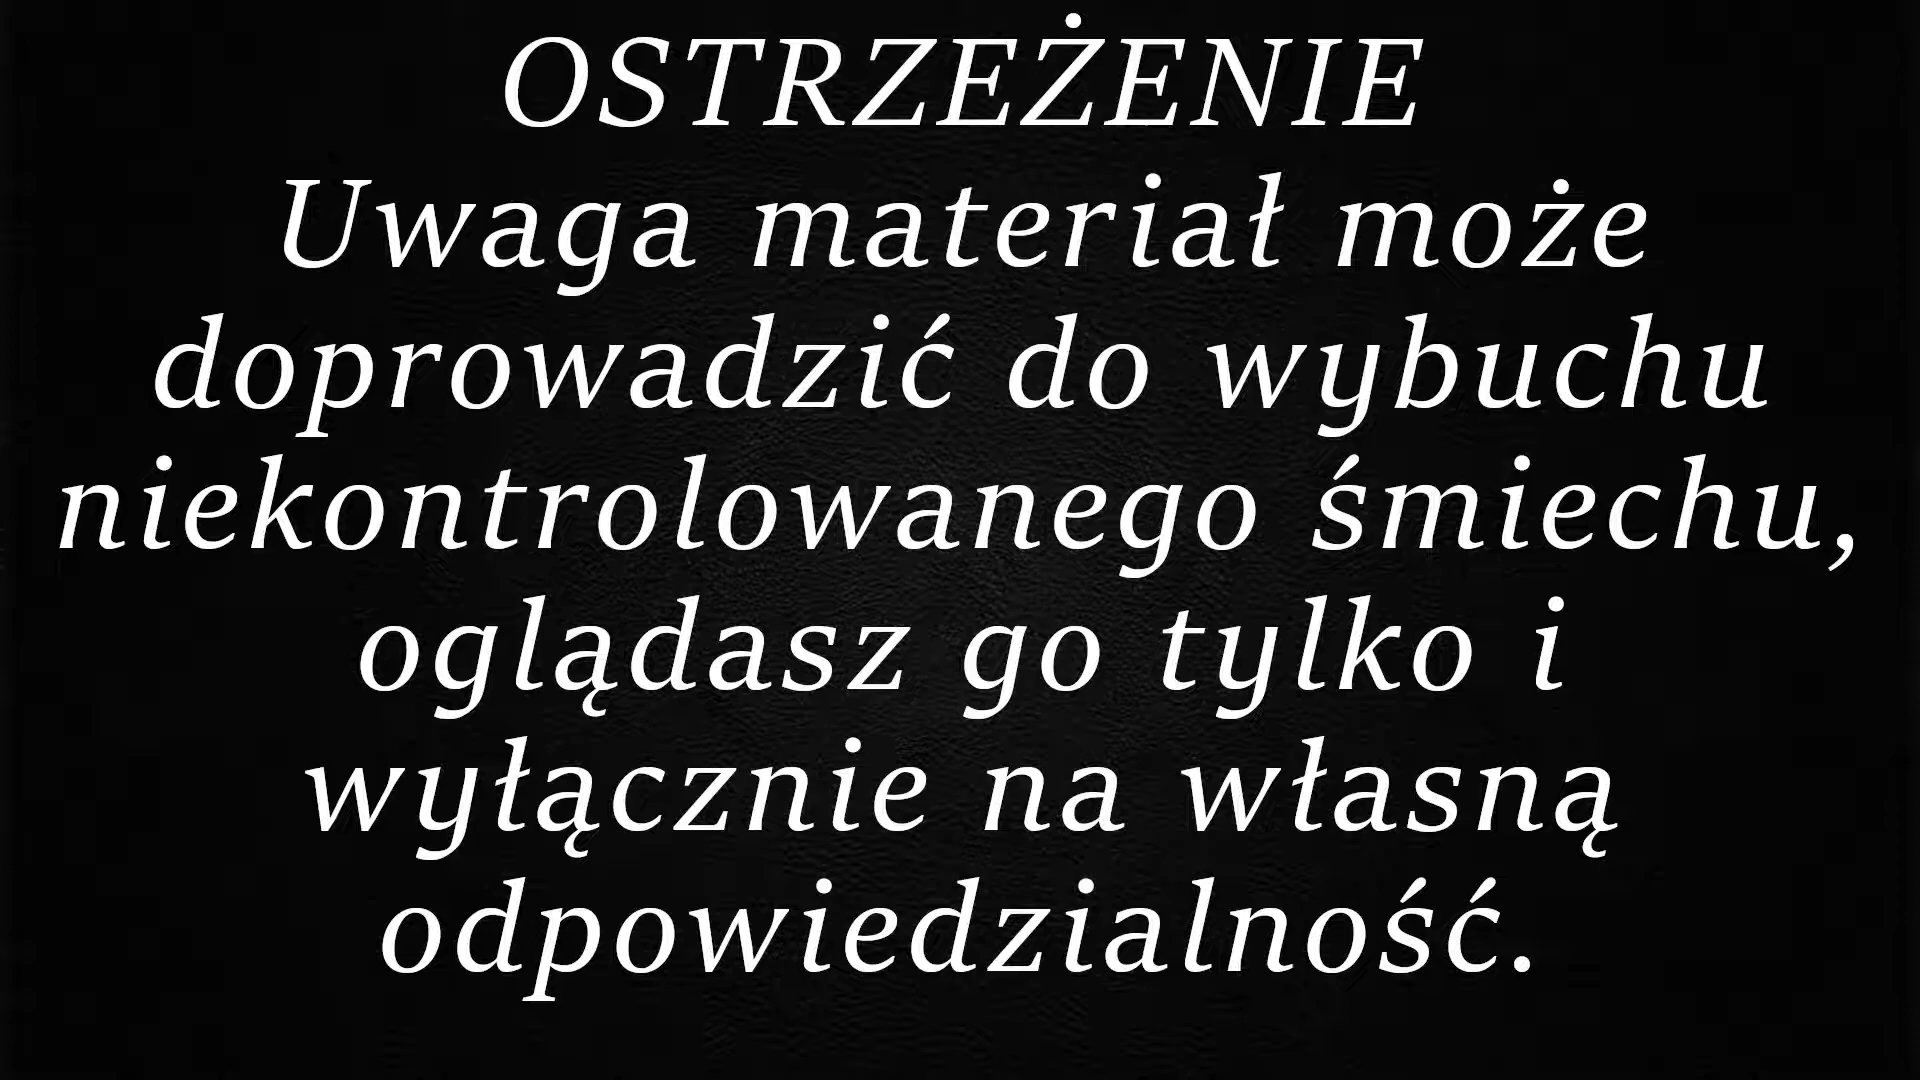 OSTRZEŻENIE
Uwaga materiał może
doprowadzić do wybuchu
niekontrolowanego śmiechu,
oglądasz go tylko i
wyłącznie na własną
odpowiedzialność.